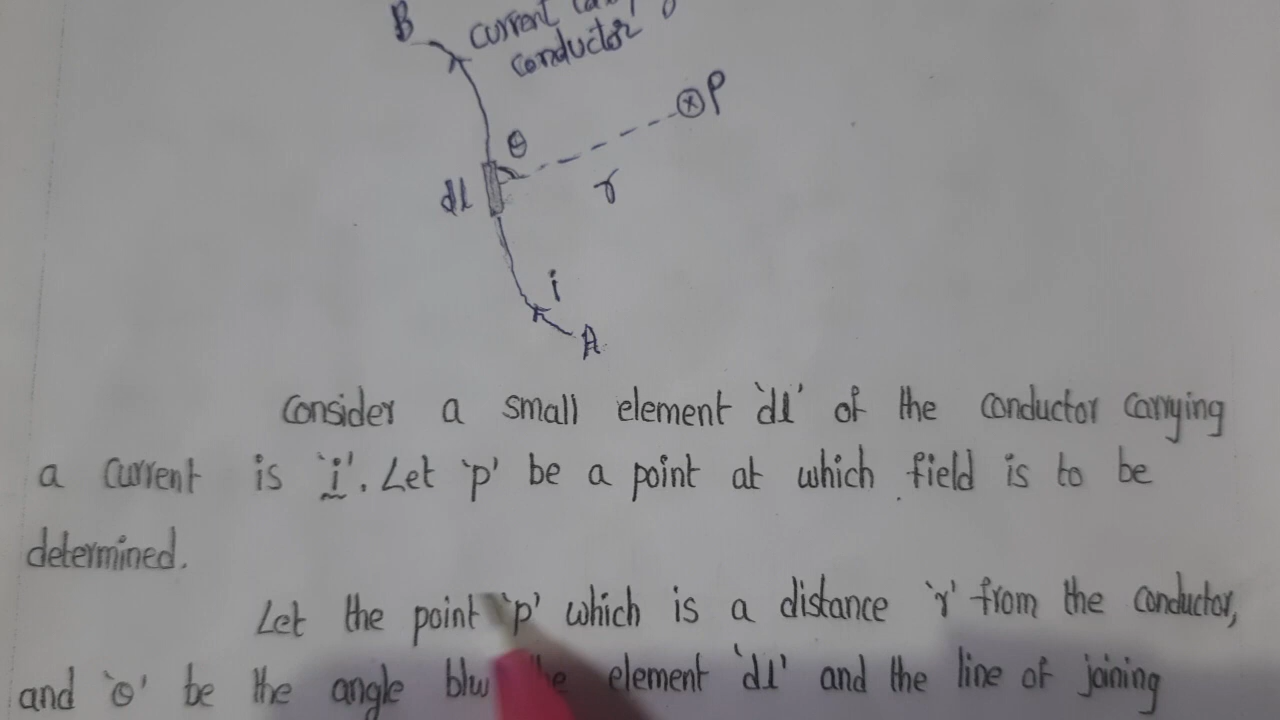 B current
conductor
P
θ
dl
r
i
A
Consider a small element 'dl' of the conductor carrying
a current is 'i'. Let 'p' be a point at which field is to be
determined.
Let the point 'p' which is a distance 'r' from the conductor,
and 'θ' be the angle b/w element 'dl' and the line of joining